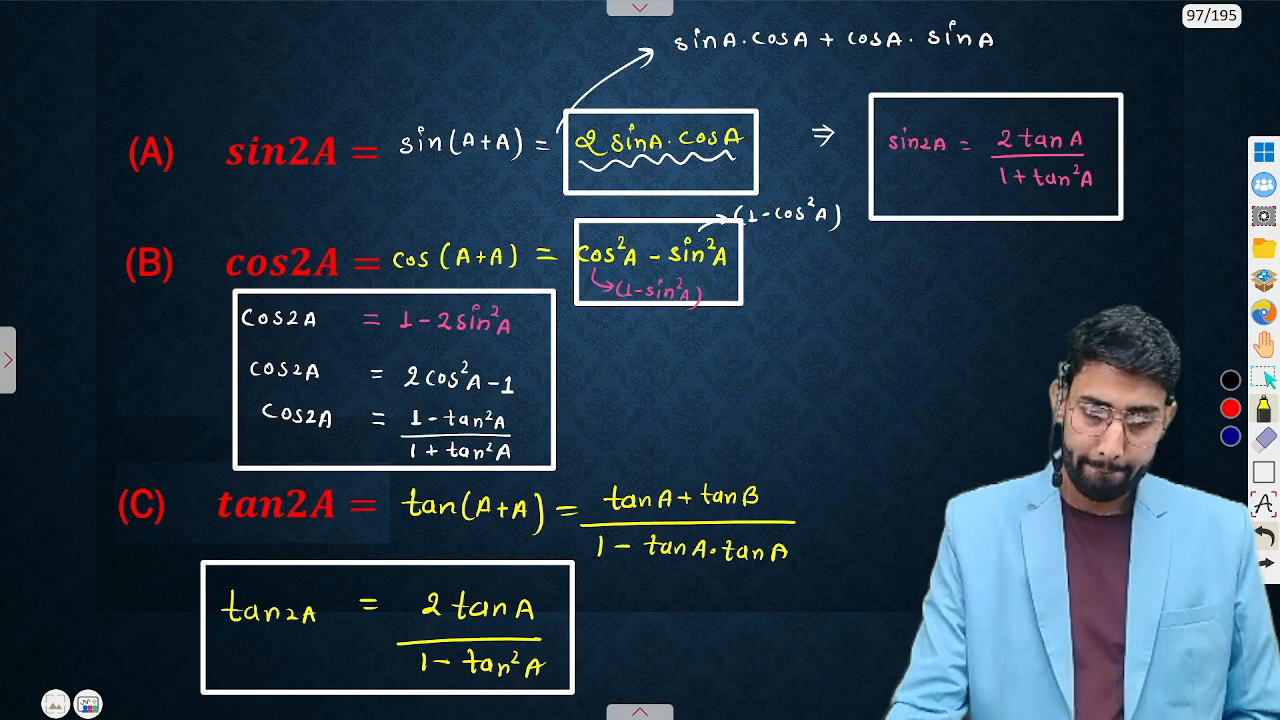 97/195
sinA.cosA + cosA. sinA
(A) sin2A = sin(A+A) = 2sinA.cosA ⇒ sin2A = 2tanA / 1+tan²A
(1-cos²A)
(B) cos2A = cos(A+A) = cos²A - sin²A
(1-sin²A)
cos2A = 1-2sin²A
cos2A = 2cos²A-1
cos2A = 1-tan²A / 1+tan²A
(C) tan2A = tan(A+A) = tanA+tanB / 1-tanA.tanA
tan2A = 2tanA / 1-tan²A
A